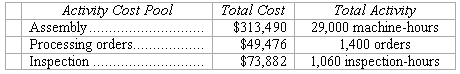 Activity Cost Pool Total Cost Total Activity
Assembly ............................ $313,490 29,000 machine-hours
Processing orders.................. $49,476 1,400 orders
Inspection ........................... $73,882 1,060 inspection-hours